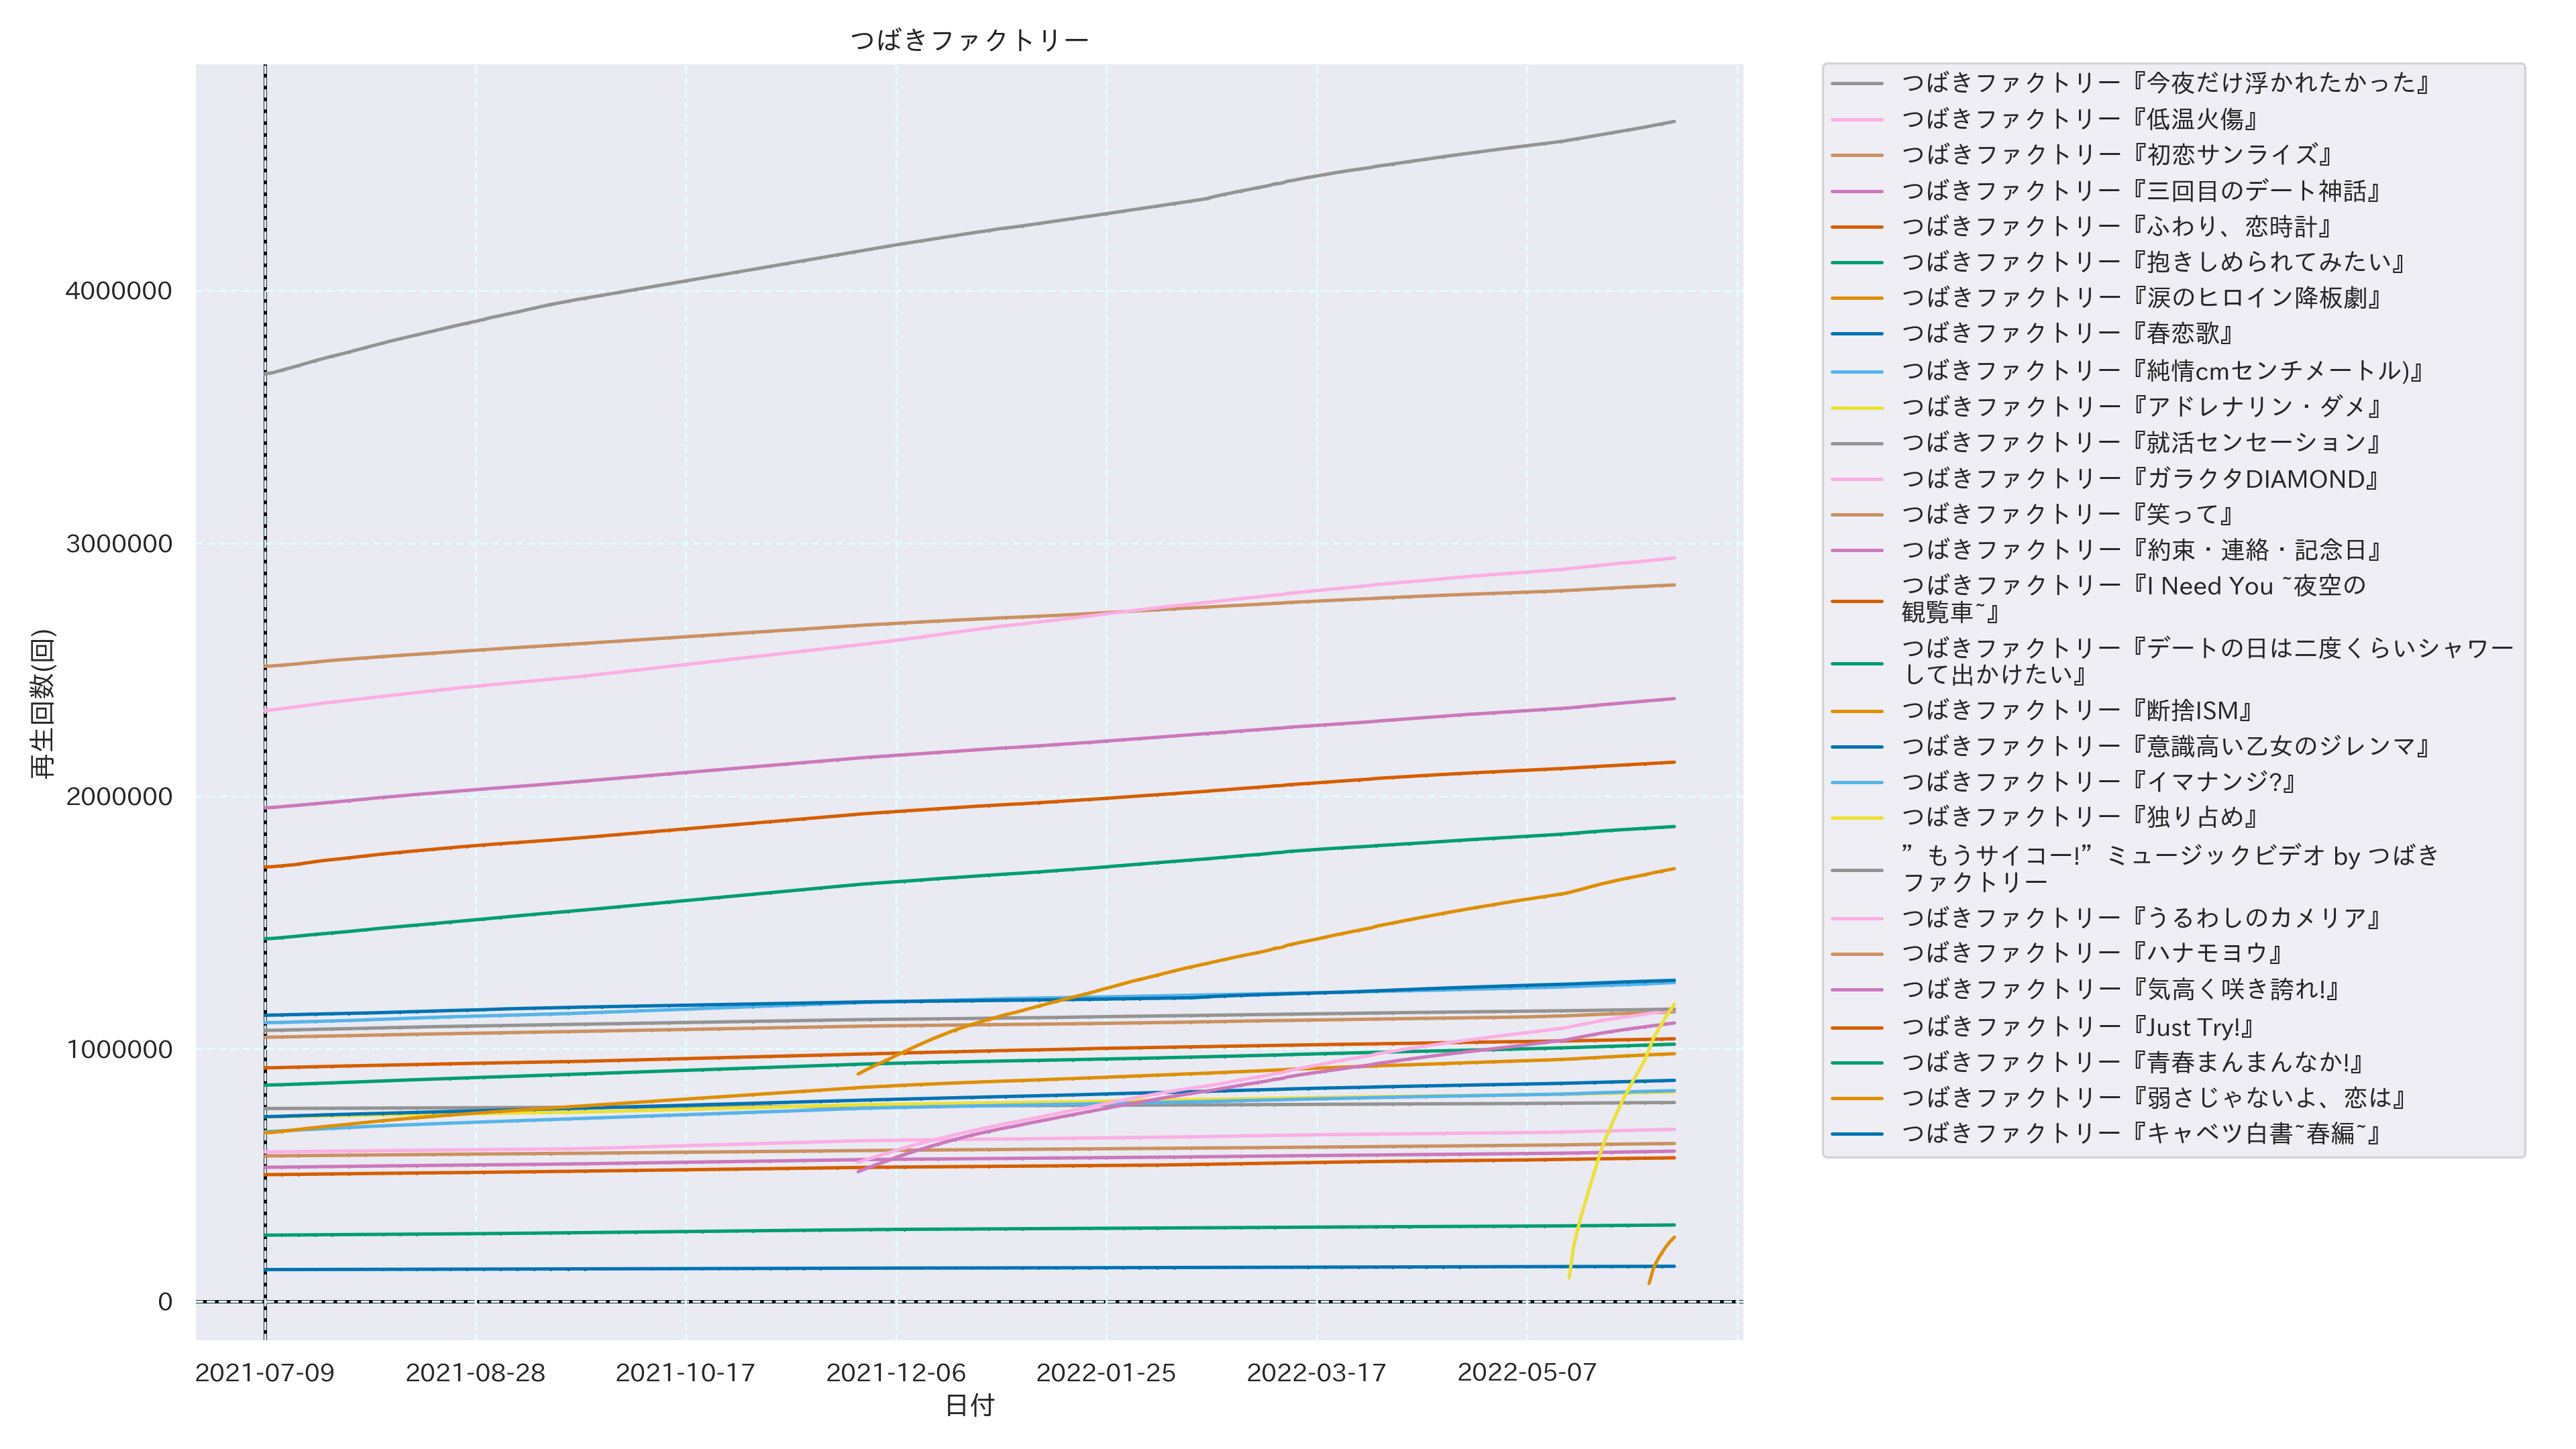 つばきファクトリー
再生回数(回)
4000000
3000000
2000000
1000000
0
2021-07-09
2021-08-28
2021-10-17
2021-12-06
2022-01-25
2022-03-17
2022-05-07
日付
つばきファクトリー『今夜だけ浮かれたかった』
つばきファクトリー『低温火傷』
つばきファクトリー『初恋サンライズ』
つばきファクトリー『三回目のデート神話』
つばきファクトリー『ふわり、恋時計』
つばきファクトリー『抱きしめられてみたい』
つばきファクトリー『涙のヒロイン降板劇』
つばきファクトリー『春恋歌』
つばきファクトリー『純情cmセンチメートル)』
つばきファクトリー『アドレナリン・ダメ』
つばきファクトリー『就活センセーション』
つばきファクトリー『ガラクタDIAMOND』
つばきファクトリー『笑って』
つばきファクトリー『約束・連絡・記念日』
つばきファクトリー『I Need You ~夜空の
観覧車~』
つばきファクトリー『デートの日は二度くらいシャワー
して出かけたい』
つばきファクトリー『断捨ISM』
つばきファクトリー『意識高い乙女のジレンマ』
つばきファクトリー『イマナンジ?』
つばきファクトリー『独り占め』
”もうサイコー!”ミュージックビデオ by つばき
ファクトリー
つばきファクトリー『うるわしのカメリア』
つばきファクトリー『ハナモヨウ』
つばきファクトリー『気高く咲き誇れ!』
つばきファクトリー『Just Try!』
つばきファクトリー『青春まんまんなか!』
つばきファクトリー『弱さじゃないよ、恋は』
つばきファクトリー『キャベツ白書~春編~』